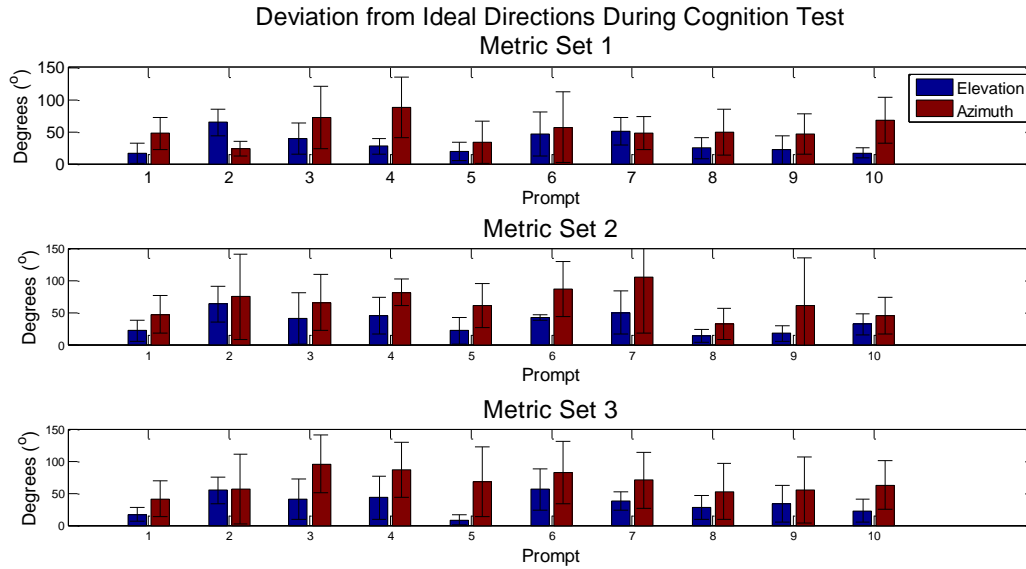 Deviation from Ideal Directions During Cognition Test
Metric Set 1
Degrees (°)
150
100
50
0
Elevation
Azimuth
1 2 3 4 5 6 7 8 9 10
Prompt
Metric Set 2
Degrees (°)
150
100
50
0
1 2 3 4 5 6 7 8 9 10
Prompt
Metric Set 3
Degrees (°)
150
100
50
0
1 2 3 4 5 6 7 8 9 10
Prompt